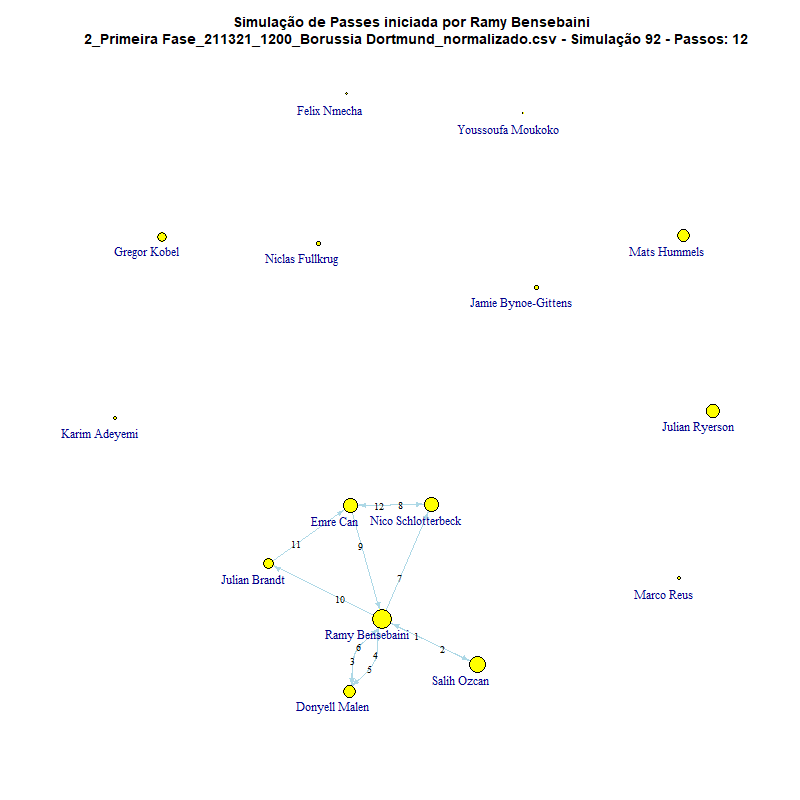 Simulação de Passes iniciada por Ramy Bensebaini
2_Primeira Fase_211321_1200_Borussia Dortmund_normalizado.csv - Simulação 92 - Passos: 12
Felix Nmecha
Youssoufa Moukoko
Gregor Kobel
Niclas Fullkrug
Mats Hummels
Jamie Bynoe-Gittens
Karim Adeyemi
Julian Ryerson
12
8
Emre Can
Nico Schlotterbeck
11
9
Julian Brandt
7
Marco Reus
10
Ramy Bensebaini
1
6
2
4
3
5
Salih Ozcan
Donyell Malen